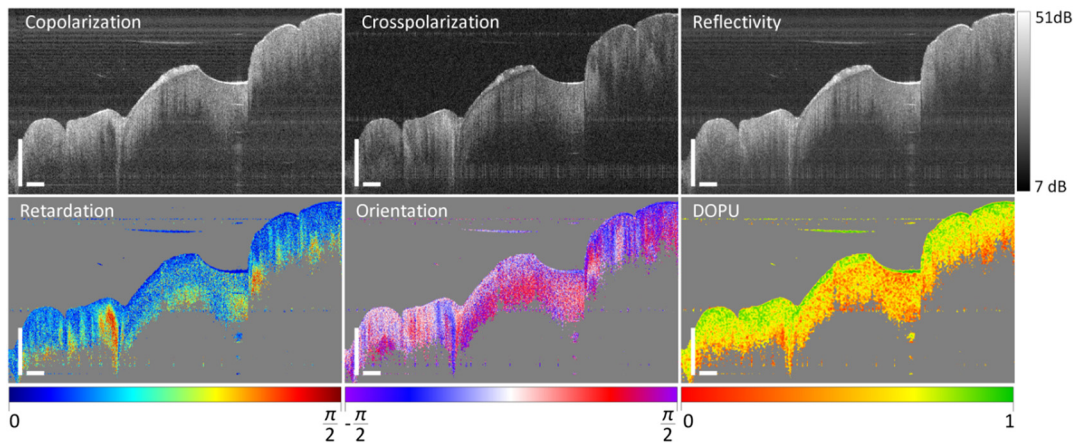 Copolarization
Crosspolarization
Reflectivity
51dB
7 dB
Retardation
Orientation
DOPU
0
π/2
-π/2
π/2
0
1